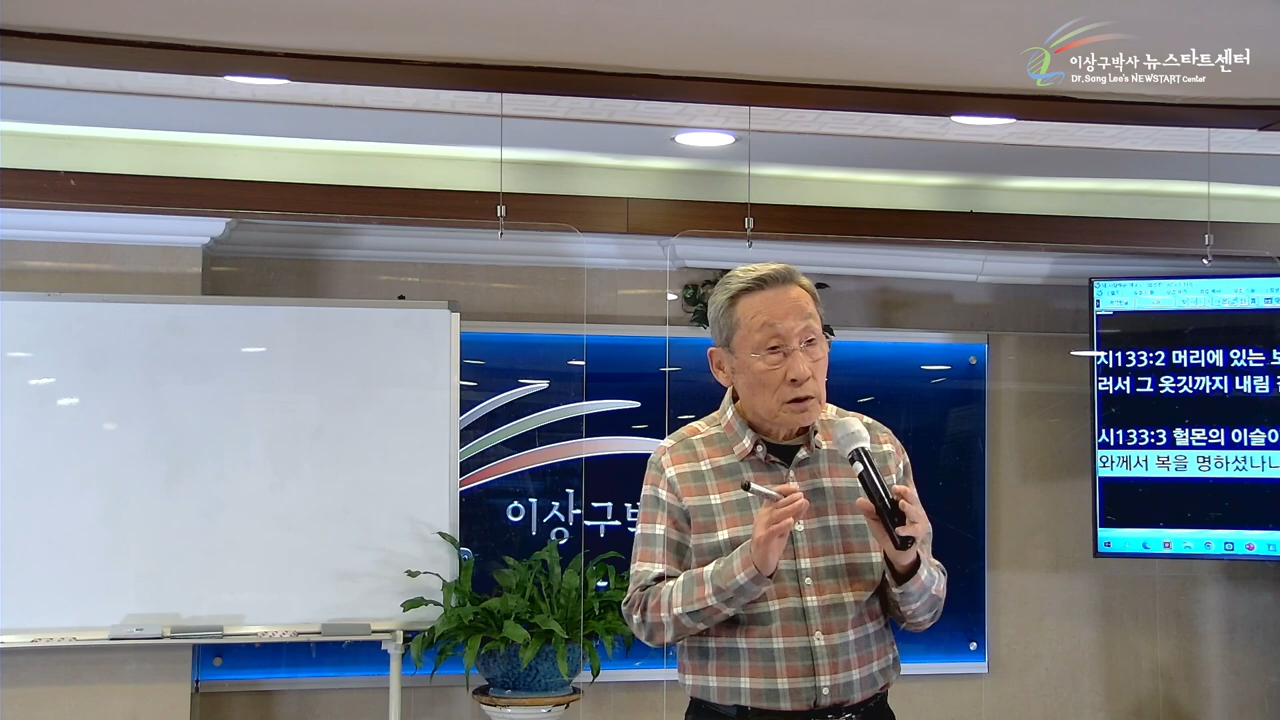 이상구박사 뉴스타트센터
Dr. Sang Lee's NEWSTART Center
시133:2 머리에 있는
러서 그 옷깃까지 내림
시133:3 헐몬의 이슬이
와께서 복을 명하셨나니
이상구